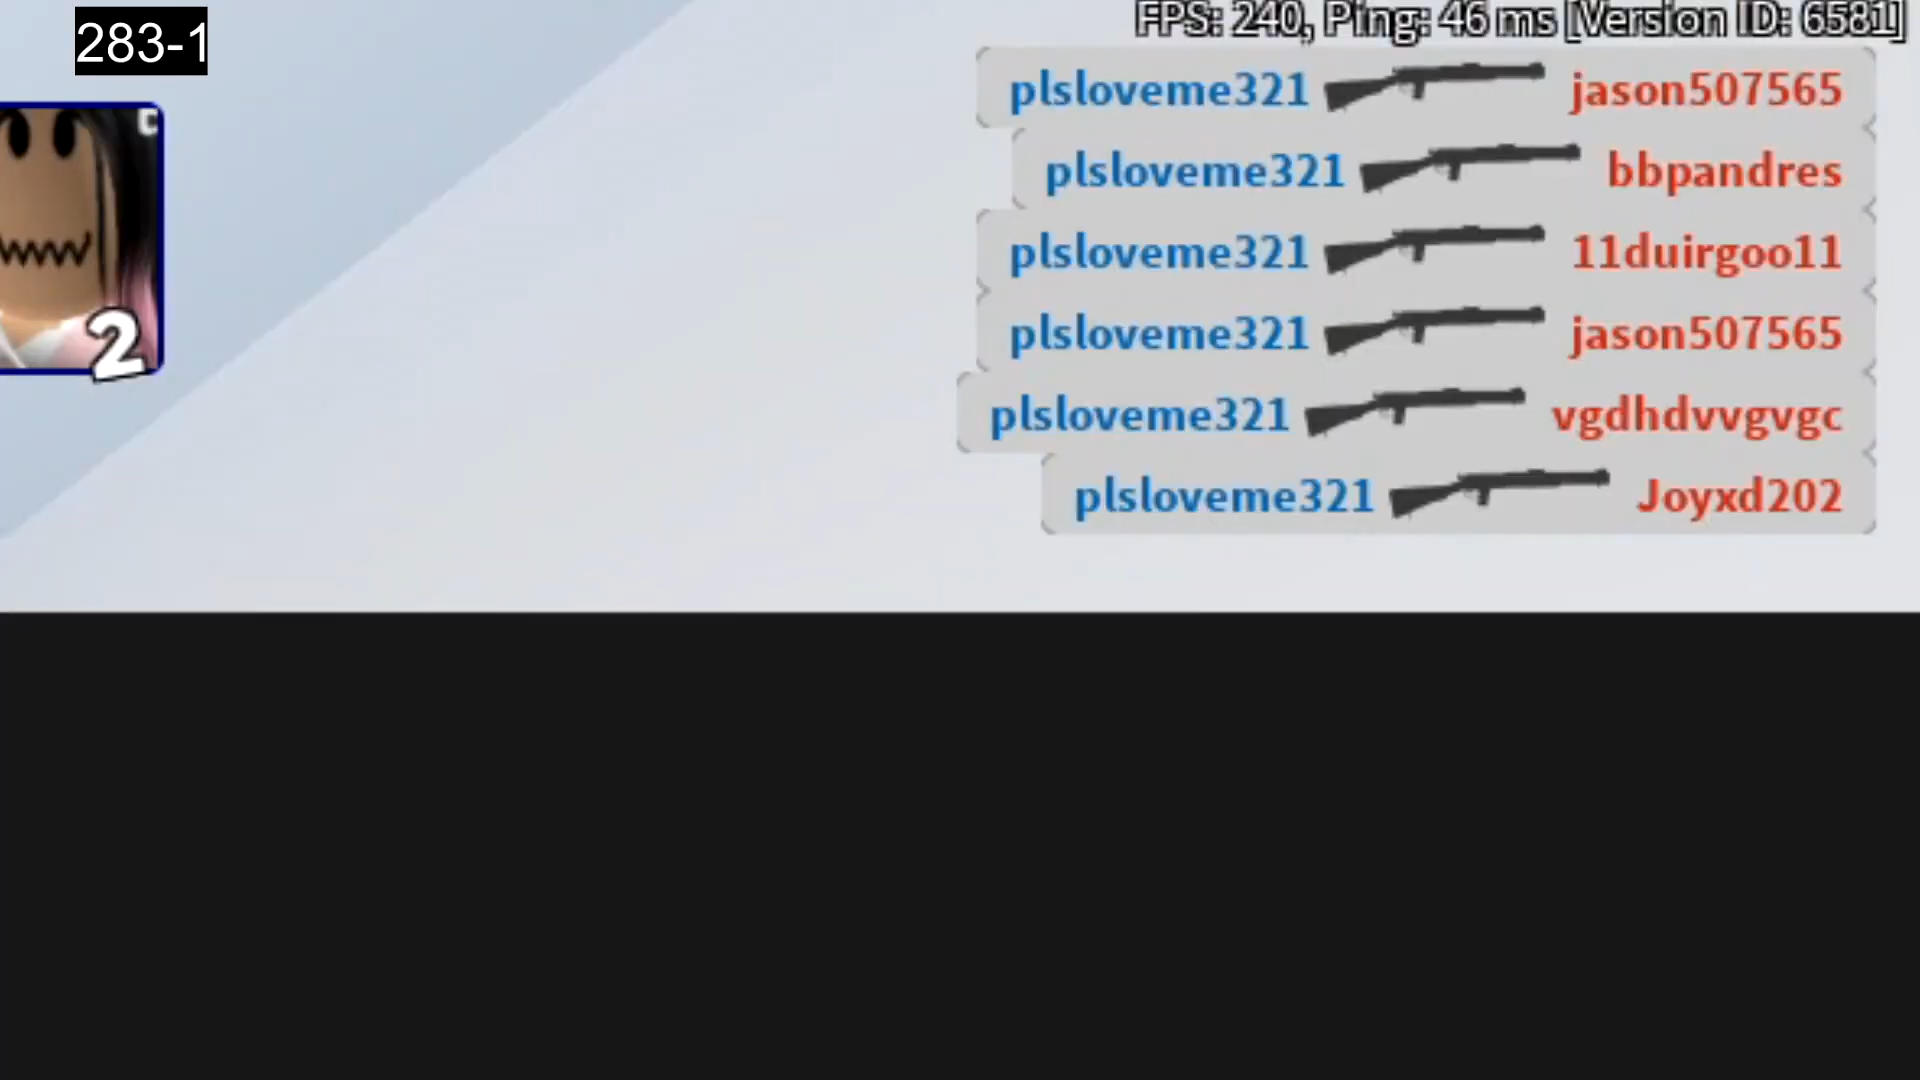 FPS: 240, Ping: 46 ms [Version ID: 6581]
283-1
plsloveme321 jason507565
plsloveme321 bbpandres
plsloveme321 11duirgoo11
plsloveme321 jason507565
plsloveme321 vgdhdvvgvgc
plsloveme321 Joyxd202
2